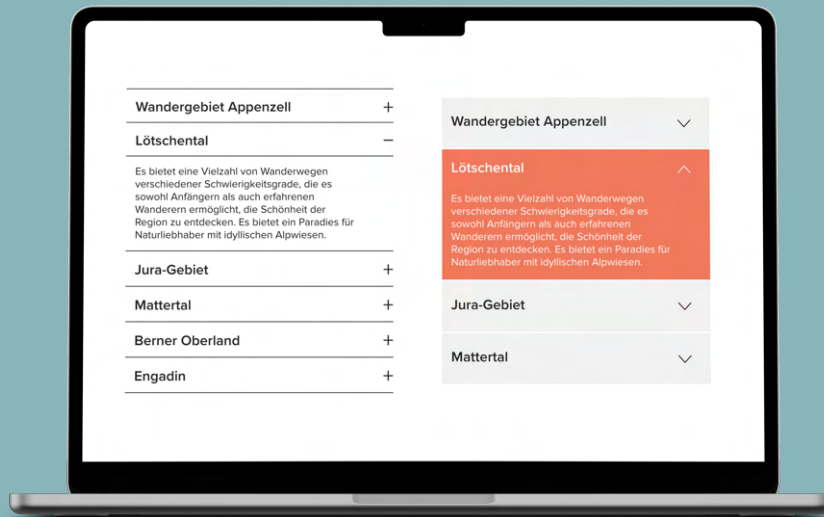 Wandergebiet Appenzell
Lötschental
Es bietet eine Vielzahl von Wanderwegen
verschiedener Schwierigkeitsgrade, die es
sowohl Anfängern als auch erfahrenen
Wanderern ermöglicht, die Schönheit der
Region zu entdecken. Es bietet ein Paradies für
Naturliebhaber mit idyllischen Alpwiesen.
Jura-Gebiet
Mattertal
Berner Oberland
Engadin
Wandergebiet Appenzell
Lötschental
Es bietet eine Vielzahl von Wanderwegen
verschiedener Schwierigkeitsgrade, die es
sowohl Anfängern als auch erfahrenen
Wanderern ermöglicht, die Schönheit der
Region zu entdecken. Es bietet ein Paradies für
Naturliebhaber mit idyllischen Alpwiesen.
Jura-Gebiet
Mattertal